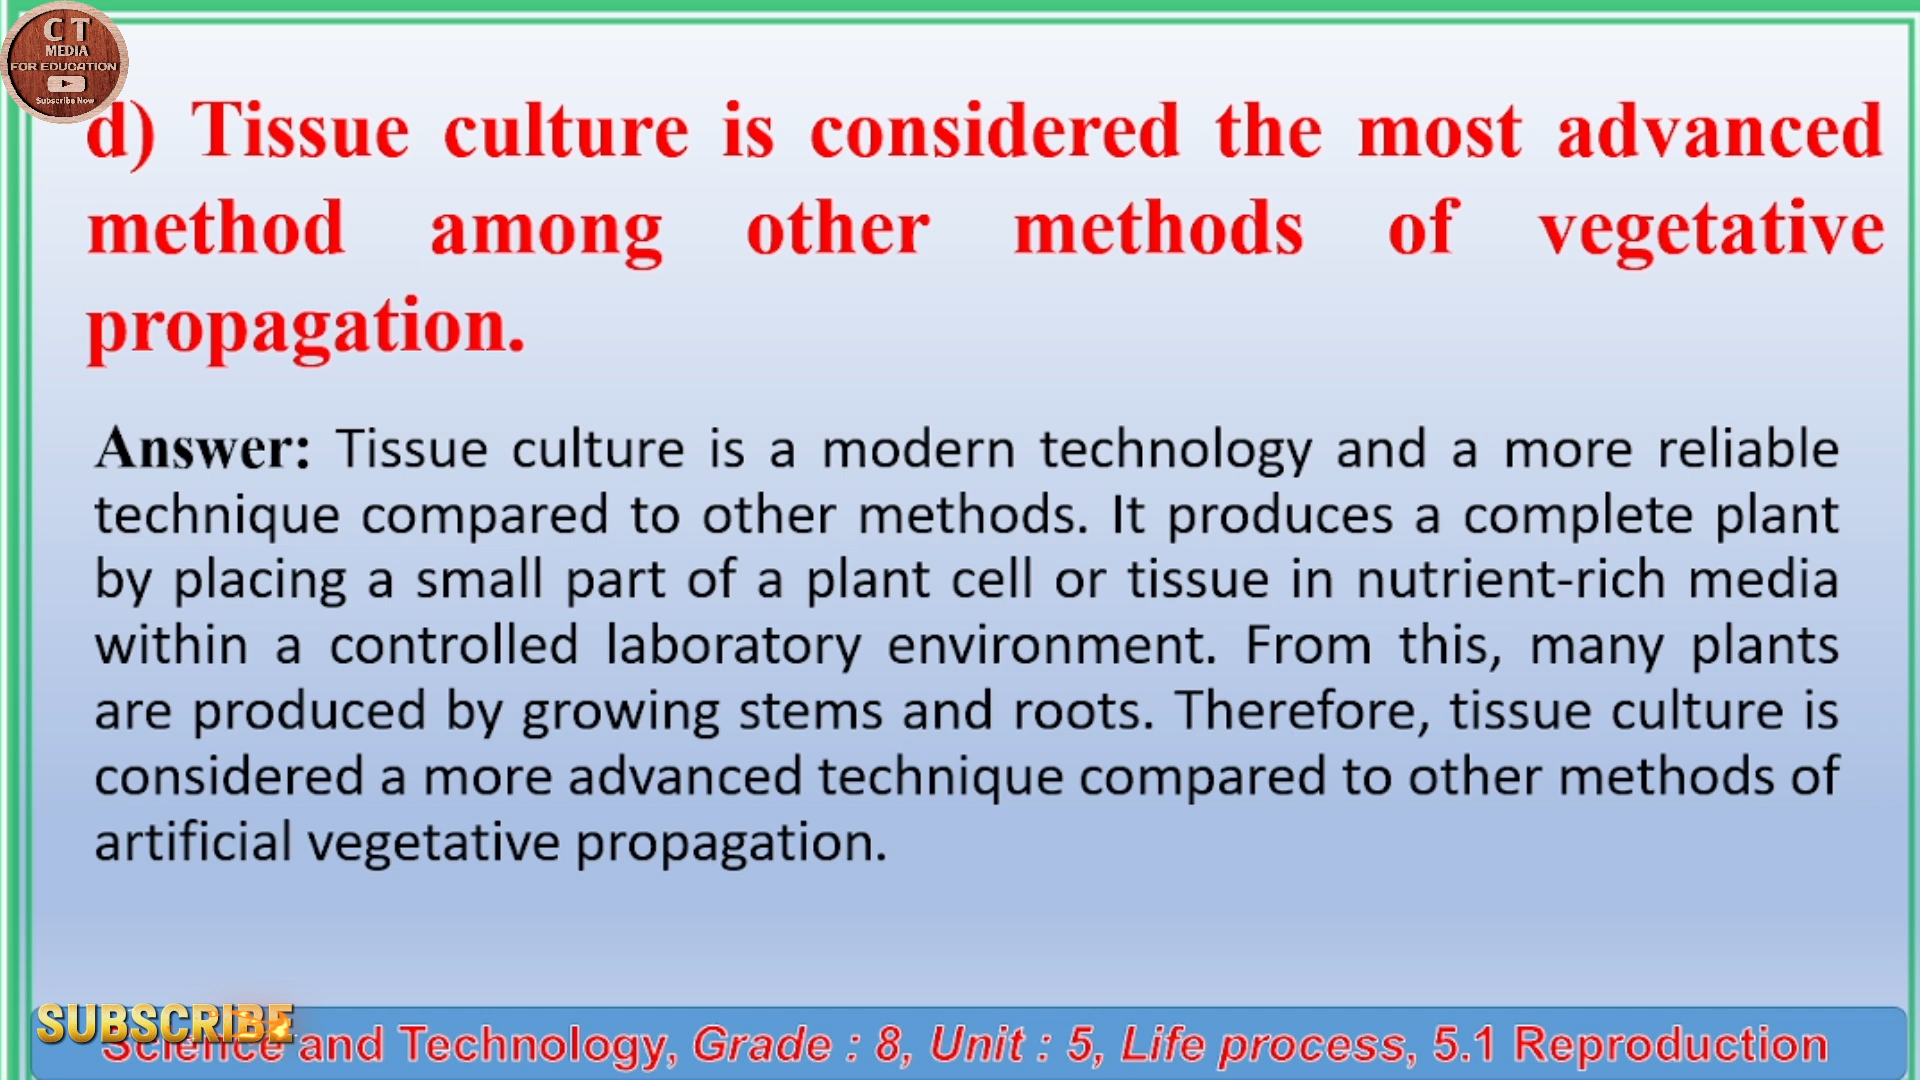 C T
MEDIA
FOR EDUCATION
Subscribe Now
d) Tissue culture is considered the most advanced
method among other methods of vegetative
propagation.
Answer: Tissue culture is a modern technology and a more reliable
technique compared to other methods. It produces a complete plant
by placing a small part of a plant cell or tissue in nutrient-rich media
within a controlled laboratory environment. From this, many plants
are produced by growing stems and roots. Therefore, tissue culture is
considered a more advanced technique compared to other methods of
artificial vegetative propagation.
SUBSCRIBE
Science and Technology, Grade : 8, Unit : 5, Life process, 5.1 Reproduction